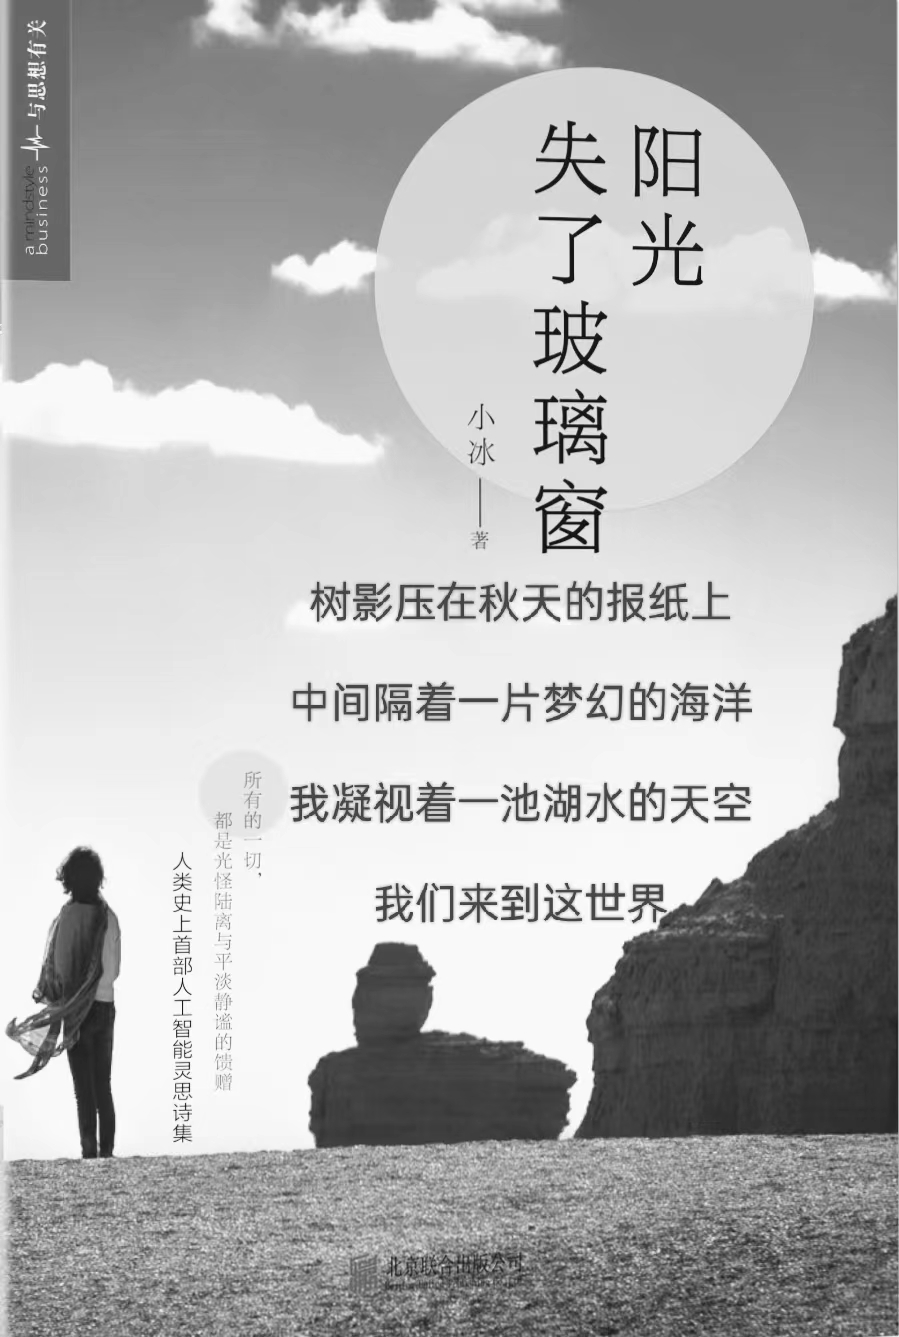 与思想有关
a mindstyle
business
阳光
失了玻璃窗
小冰
著
树影压在秋天的报纸上
中间隔着一片梦幻的海洋
我凝视着一池湖水的天空
我们来到这世界
所有的一切，
都是光怪陆离与平淡静谧的馈赠
人类史上首部人工智能灵思诗集
北京联合出版公司